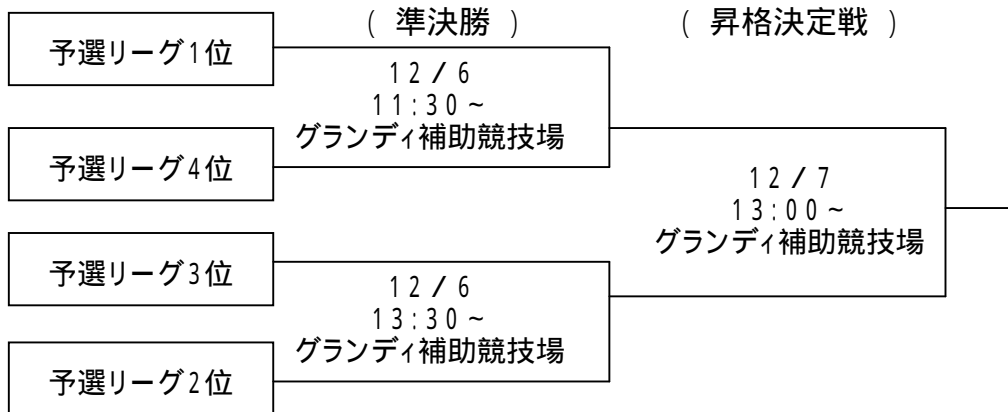 ( 準決勝 )
( 昇格決定戦 )
予選リーグ1位
12/6
11:30~
グランディ補助競技場
予選リーグ4位
12/7
13:00~
グランディ補助競技場
予選リーグ3位
12/6
13:30~
グランディ補助競技場
予選リーグ2位